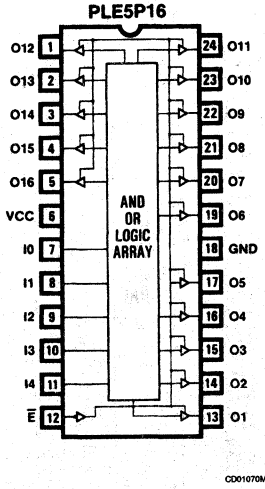 PLE5P16
O12 1 24 O11
O13 2 23 O10
O14 3 22 O9
O15 4 21 O8
O16 5 20 O7
VCC 6 19 O6
I0 7 18 GND
I1 8 17 O5
I2 9 16 O4
I3 10 15 O3
I4 11 14 O2
E̅ 12 13 O1
AND
OR
LOGIC
ARRAY
CD01070M